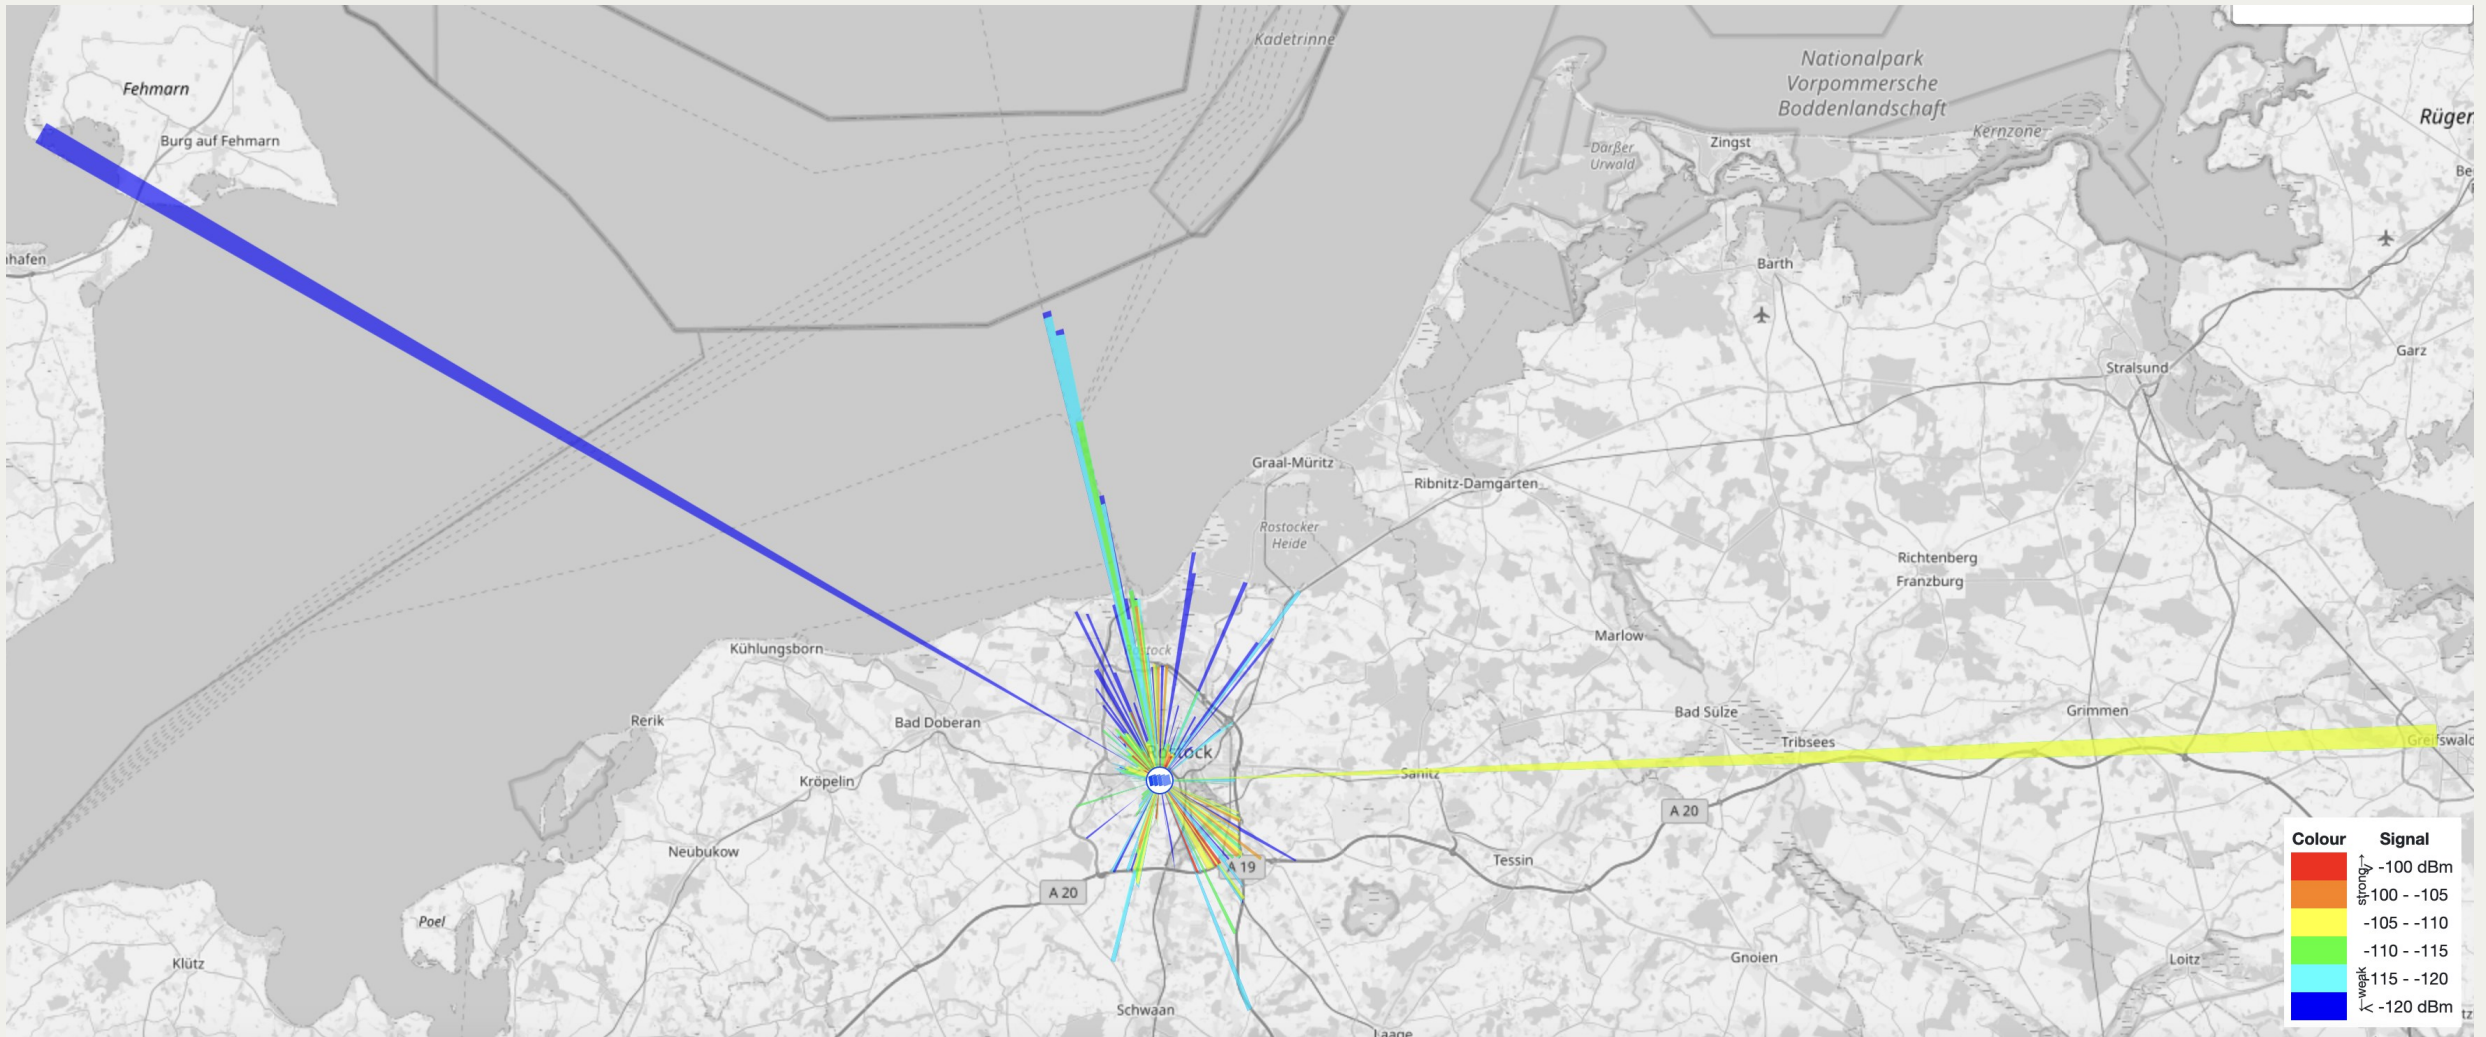 Kadetrinne
Nationalpark
Vorpommersche
Boddenlandschaft
Fehmarn
Burg auf Fehmarn
Kernzone
Zingst
Darßer
Urwald
nhafen
Barth
Stralsund
Garz
Graal-Müritz
Ribnitz-Damgarten
Rostocker
Heide
Richtenberg
Franzburg
Marlow
Kühlungsborn
Rerik
Bad Doberan
Rostock
Bad Sülze
Grimmen
Tribsees
Greifswald
Sanitz
Kröpelin
A 20
Neubukow
Tessin
A 19
A 20
Poel
Klütz
Gnoien
Loitz
Schwaan
Laage
Colour Signal
> -100 dBm
-100 - -105
-105 - -110
-110 - -115
-115 - -120
< -120 dBm
strong→
←weak